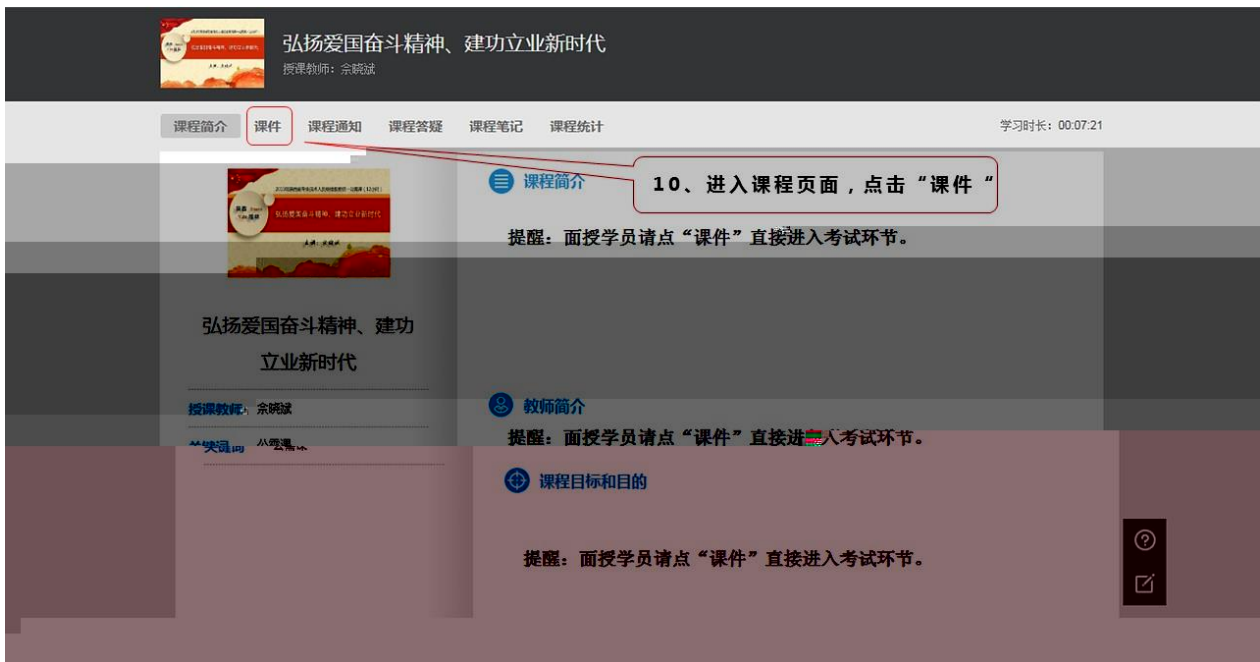 弘扬爱国奋斗精神、建功立业新时代
授课教师：佘晓斌
课程简介 课件 课程通知 课程答疑 课程笔记 课程统计 学习时长：00:07:21
10、进入课程页面，点击“课件“
课程简介
提醒：面授学员请点“课件”直接进入考试环节。
弘扬爱国奋斗精神、建功
立业新时代
授课教师： 佘晓斌
教师简介
提醒：面授学员请点“课件”直接进入考试环节。
课程目标和目的
提醒：面授学员请点“课件”直接进入考试环节。